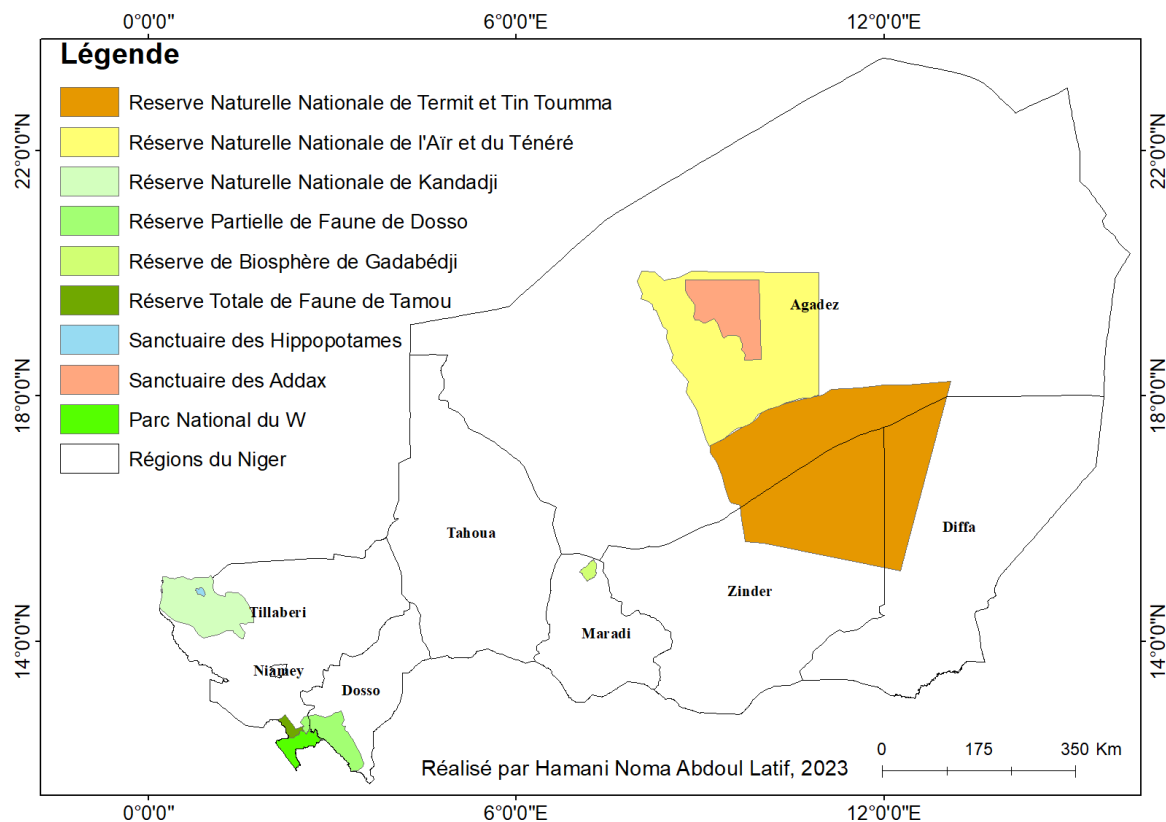 0°0'0" 6°0'0"E 12°0'0"E
Légende
Reserve Naturelle Nationale de Termit et Tin Toumma
Réserve Naturelle Nationale de l'Aïr et du Ténéré
Réserve Naturelle Nationale de Kandadji
Réserve Partielle de Faune de Dosso
Réserve de Biosphère de Gadabédji
Réserve Totale de Faune de Tamou
Sanctuaire des Hippopotames
Sanctuaire des Addax
Parc National du W
Régions du Niger
22°0'0"N 22°0'0"N
Agadez
18°0'0"N 18°0'0"N
Tahoua
Diffa
Zinder
Tillaberi
Maradi
14°0'0"N 14°0'0"N
Niamey
Dosso
0 175 350 Km
Réalisé par Hamani Noma Abdoul Latif, 2023
0°0'0" 6°0'0"E 12°0'0"E